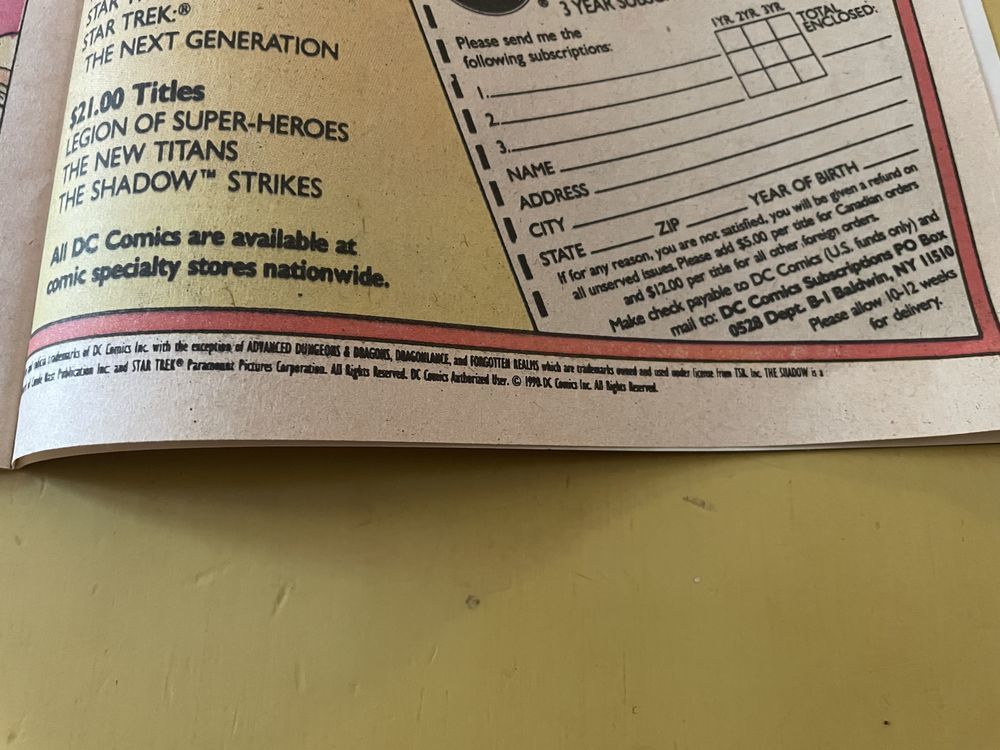 STAR
STAR TREK:®
THE NEXT GENERATION
$21.00 Titles
LEGION OF SUPER-HEROES
THE NEW TITANS
THE SHADOW™ STRIKES
All DC Comics are available at
comic specialty stores nationwide.
® 3 YEAR
Please send me the
following subscriptions:
1YR. 2YR. 3YR.
TOTAL
ENCLOSED:
1.
2.
3.
NAME
ADDRESS
CITY
STATE ZIP YEAR OF BIRTH
If for any reason, you are not satisfied, you will be given a refund on
all unserved issues. Please add $5.00 per title for Canadian orders
and $12.00 per title for all other foreign orders.
Make check payable to DC Comics (U.S. funds only) and
mail to: DC Comics Subscriptions PO Box
0528 Dept. B-1 Baldwin, NY 11510
Please allow 10-12 weeks
for delivery.
trademarks of DC Comics Inc. with the exception of ADVANCED DUNGEONS & DRAGONS, DRAGONLANCE, and FORGOTTEN REALMS which are trademarks owned and used under license from TSR, Inc. THE SHADOW is a
Publication Inc. and STAR TREK® Paramount Pictures Corporation. All Rights Reserved. DC Comics Authorized User. © 1990 DC Comics Inc. All Rights Reserved.